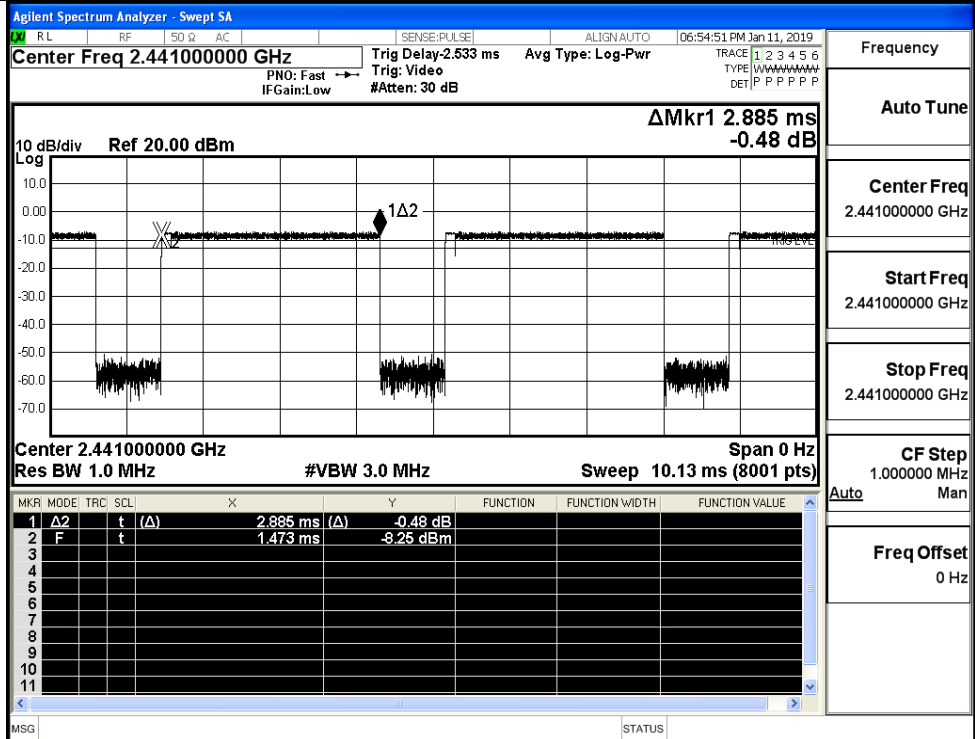 Agilent Spectrum Analyzer - Swept SA
LXI RL RF 50 Ω AC SENSE:PULSE ALIGN AUTO 06:54:51 PM Jan 11, 2019
Center Freq 2.441000000 GHz Trig Delay-2.533 ms Avg Type: Log-Pwr TRACE 1 2 3 4 5 6
PNO: Fast Trig: Video TYPE WWWWWW
IFGain:Low #Atten: 30 dB DET P P P P P P
ΔMkr1 2.885 ms
-0.48 dB
10 dB/div Ref 20.00 dBm
Log
10.0
0.00
-10.0
-20.0
-30.0
-40.0
-50.0
-60.0
-70.0
1Δ2
2
TRIG LVL
Center 2.441000000 GHz Span 0 Hz
Res BW 1.0 MHz #VBW 3.0 MHz Sweep 10.13 ms (8001 pts)
MKR MODE TRC SCL X Y FUNCTION FUNCTION WIDTH FUNCTION VALUE
1 Δ2 t (Δ) 2.885 ms (Δ) -0.48 dB
2 F t 1.473 ms -8.25 dBm
3
4
5
6
7
8
9
10
11
MSG STATUS
Frequency
Auto Tune
Center Freq
2.441000000 GHz
Start Freq
2.441000000 GHz
Stop Freq
2.441000000 GHz
CF Step
1.000000 MHz
Auto Man
Freq Offset
0 Hz